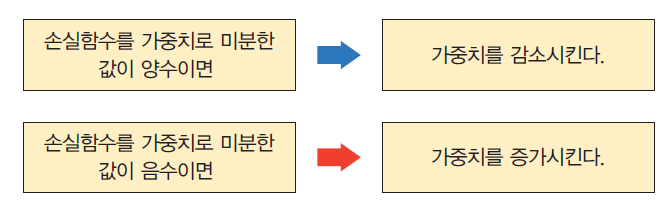 손실함수를 가중치로 미분한
값이 양수이면
가중치를 감소시킨다.
손실함수를 가중치로 미분한
값이 음수이면
가중치를 증가시킨다.